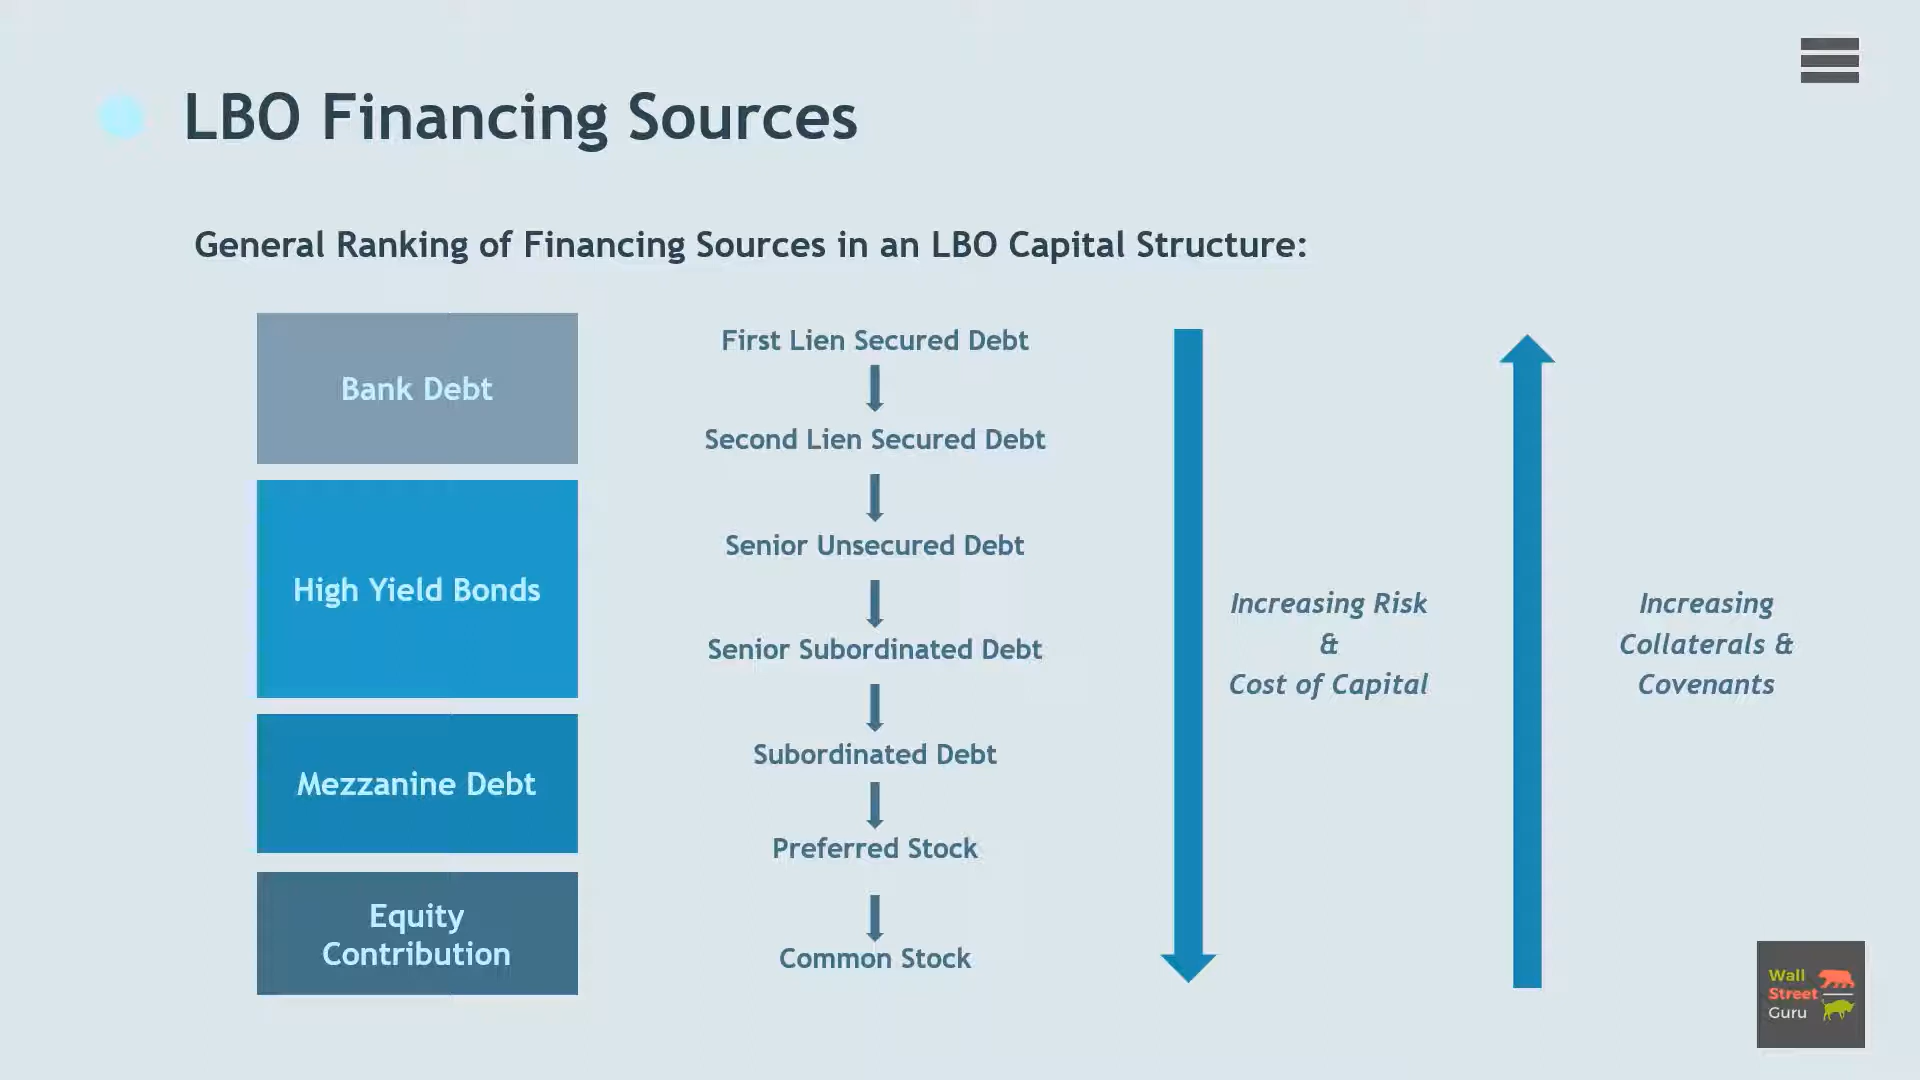 LBO Financing Sources
General Ranking of Financing Sources in an LBO Capital Structure:
Bank Debt
High Yield Bonds
Mezzanine Debt
Equity
Contribution
First Lien Secured Debt
Second Lien Secured Debt
Senior Unsecured Debt
Senior Subordinated Debt
Subordinated Debt
Preferred Stock
Common Stock
Increasing Risk
&
Cost of Capital
Increasing
Collaterals &
Covenants
Wall
Street
Guru